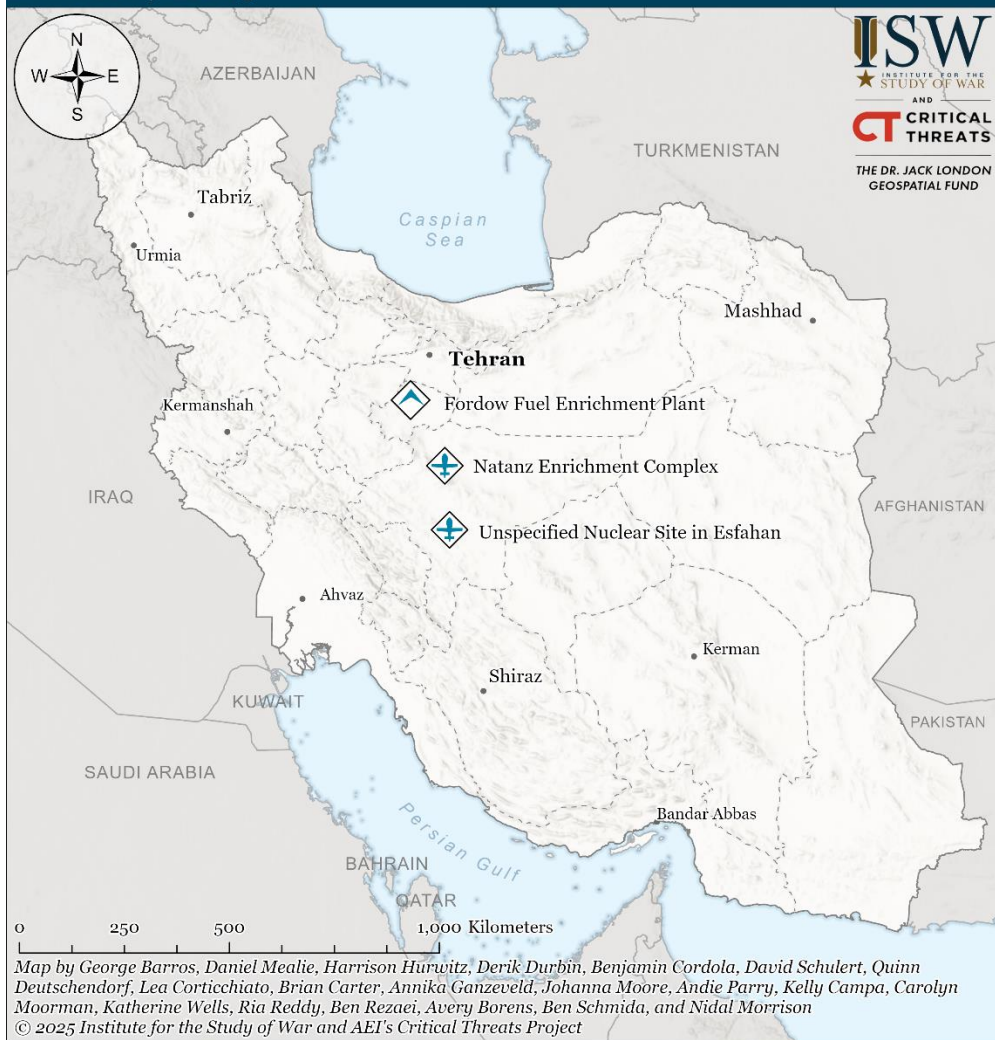 N
W E
S
ISW
INSTITUTE FOR THE
STUDY OF WAR
AND
CT CRITICAL
THREATS
THE DR. JACK LONDON
GEOSPATIAL FUND
AZERBAIJAN
TURKMENISTAN
Caspian
Sea
Tabriz
Urmia
Mashhad
Tehran
Kermanshah
Fordow Fuel Enrichment Plant
Natanz Enrichment Complex
IRAQ
AFGHANISTAN
Unspecified Nuclear Site in Esfahan
Ahvaz
Kerman
Shiraz
KUWAIT
PAKISTAN
SAUDI ARABIA
Persian Gulf
Bandar Abbas
BAHRAIN
QATAR
0 250 500 1,000 Kilometers
Map by George Barros, Daniel Mealie, Harrison Hurwitz, Derik Durbin, Benjamin Cordola, David Schulert, Quinn
Deutschendorf, Lea Corticchiato, Brian Carter, Annika Ganzeveld, Johanna Moore, Andie Parry, Kelly Campa, Carolyn
Moorman, Katherine Wells, Ria Reddy, Ben Rezaei, Avery Borens, Ben Schmida, and Nidal Morrison
© 2025 Institute for the Study of War and AEI's Critical Threats Project